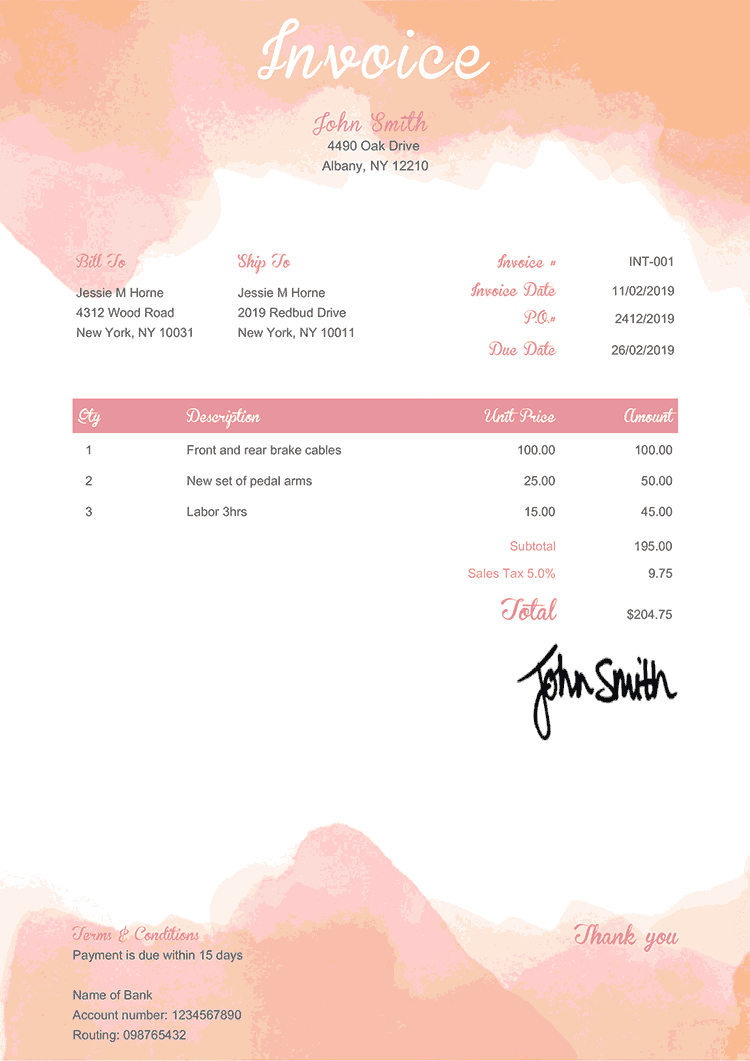 Invoice
John Smith
4490 Oak Drive
Albany, NY 12210
Bill To
Jessie M Horne
4312 Wood Road
New York, NY 10031
Ship To
Jessie M Horne
2019 Redbud Drive
New York, NY 10011
Invoice # INT-001
Invoice Date 11/02/2019
P.O.# 2412/2019
Due Date 26/02/2019
Qty Description Unit Price Amount
1 Front and rear brake cables 100.00 100.00
2 New set of pedal arms 25.00 50.00
3 Labor 3hrs 15.00 45.00
Subtotal 195.00
Sales Tax 5.0% 9.75
Total $204.75
John Smith
Terms & Conditions
Payment is due within 15 days
Thank you
Name of Bank
Account number: 1234567890
Routing: 098765432